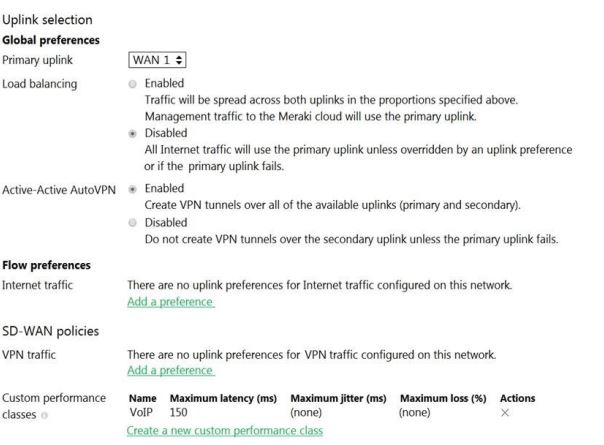 Uplink selection
Global preferences
Primary uplink WAN 1
Load balancing Enabled
Traffic will be spread across both uplinks in the proportions specified above.
Management traffic to the Meraki cloud will use the primary uplink.
Disabled
All Internet traffic will use the primary uplink unless overridden by an uplink preference
or if the primary uplink fails.
Active-Active AutoVPN Enabled
Create VPN tunnels over all of the available uplinks (primary and secondary).
Disabled
Do not create VPN tunnels over the secondary uplink unless the primary uplink fails.
Flow preferences
Internet traffic There are no uplink preferences for Internet traffic configured on this network.
Add a preference
SD-WAN policies
VPN traffic There are no uplink preferences for VPN traffic configured on this network.
Add a preference
Custom performance Name Maximum latency (ms) Maximum jitter (ms) Maximum loss (%) Actions
classes VoIP 150 (none) (none) X
Create a new custom performance class